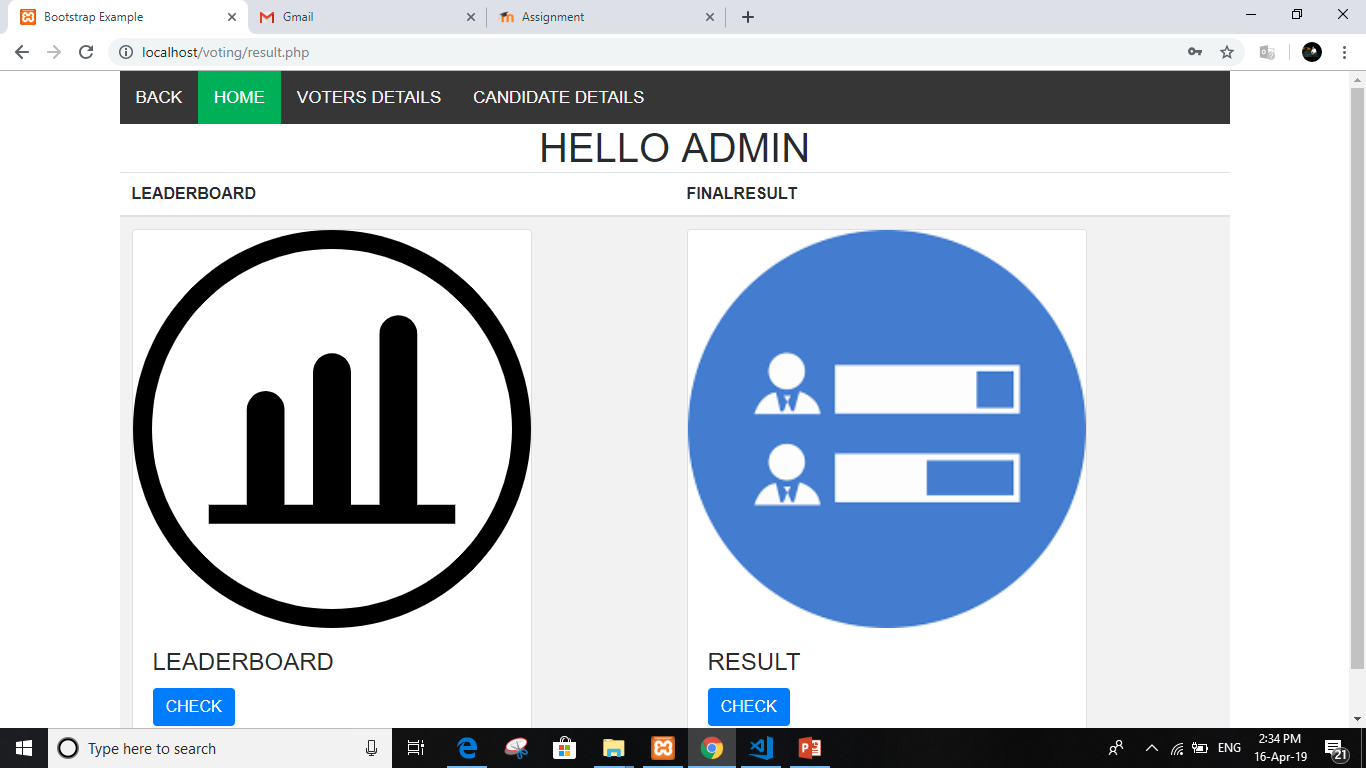 Bootstrap Example
Gmail
Assignment
localhost/voting/result.php
BACK HOME VOTERS DETAILS CANDIDATE DETAILS
HELLO ADMIN
LEADERBOARD FINALRESULT
LEADERBOARD RESULT
CHECK CHECK
Type here to search
ENG
2:34 PM
16-Apr-19
21